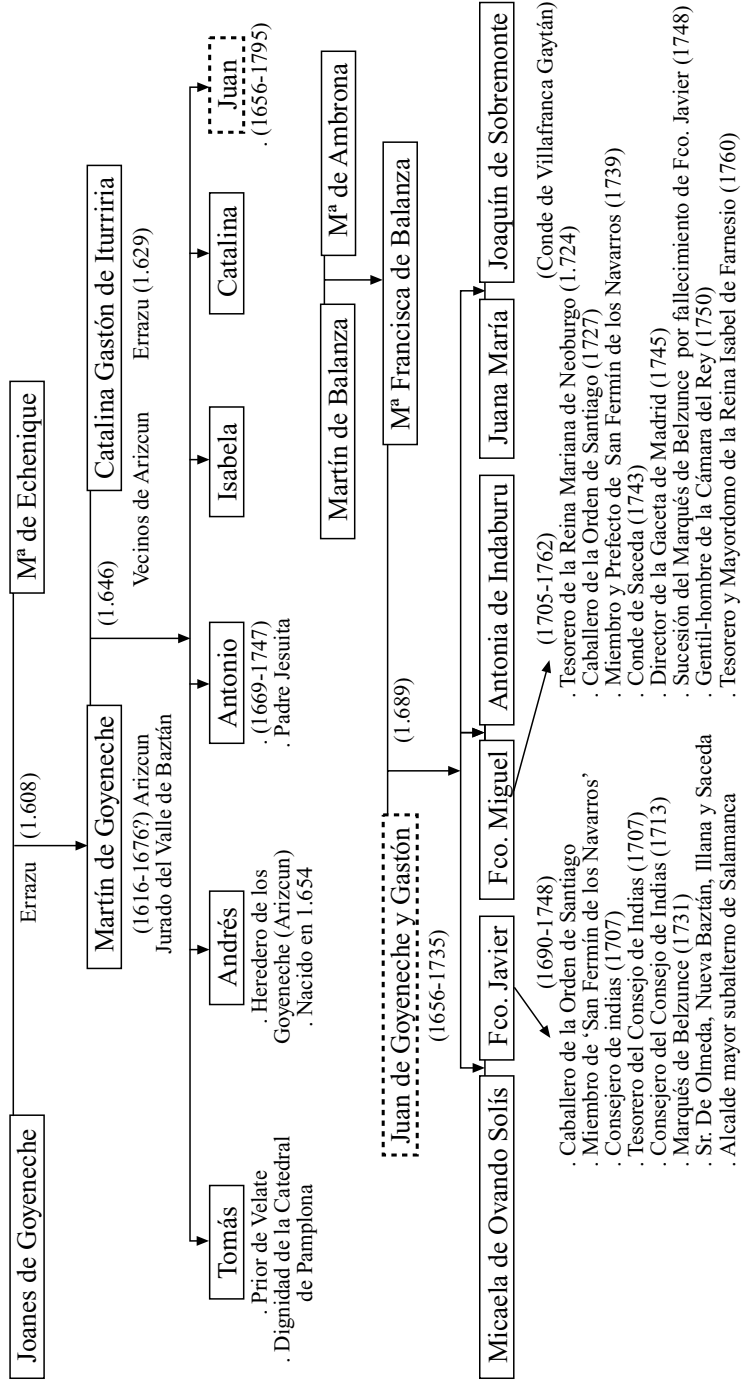 Joanes de Goyeneche
Errazu (1.608)
Mª de Echenique
Martín de Goyeneche
(1616-1676?) Arizcun
Jurado del Valle de Baztán
(1.646)
Catalina Gastón de Iturriria
Vecinos de Arizcun Errazu (1.629)
Tomás
. Prior de Velate
. Dignidad de la Catedral
de Pamplona
Andrés
. Heredero de los
Goyeneche (Arizcun)
. Nacido en 1.654
Antonio
. (1669-1747)
. Padre Jesuita
Isabela
Catalina
Juan
. (1656-1795)
Martín de Balanza
Mª de Ambrona
Juan de Goyeneche y Gastón
(1656-1735)
(1.689)
Mª Francisca de Balanza
Micaela de Ovando Solís
Fco. Javier
Fco. Miguel
Antonia de Indaburu
Juana María
Joaquín de Sobremonte
(Conde de Villafranca Gaytán)
(1690-1748)
. Caballero de la Orden de Santiago
. Miembro de ‘San Fermín de los Navarros’
. Consejero de indias (1707)
. Tesorero del Consejo de Indias (1707)
. Consejero del Consejo de Indias (1713)
. Marqués de Belzunce (1731)
. Sr. De Olmeda, Nueva Baztán, Illana y Saceda
. Alcalde mayor subalterno de Salamanca
(1705-1762)
. Tesorero de la Reina Mariana de Neoburgo (1.724)
. Caballero de la Orden de Santiago (1727)
. Miembro y Prefecto de San Fermín de los Navarros (1739)
. Conde de Saceda (1743)
. Director de la Gaceta de Madrid (1745)
. Sucesión del Marqués de Belzunce por fallecimiento de Fco. Javier (1748)
. Gentil-hombre de la Cámara del Rey (1750)
. Tesorero y Mayordomo de la Reina Isabel de Farnesio (1760)